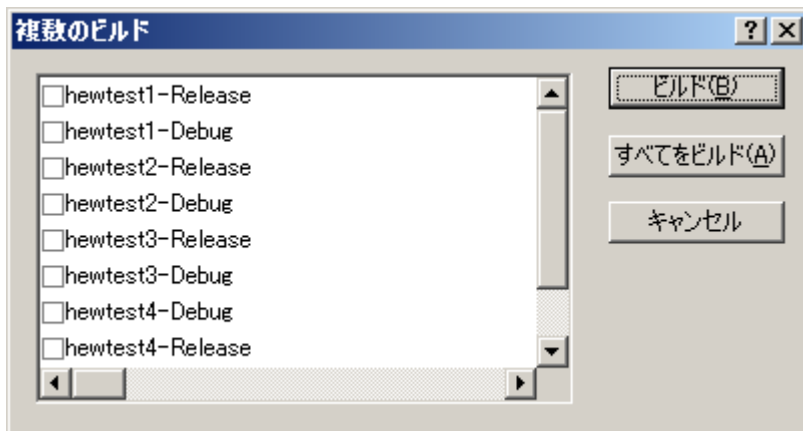 複数のビルド
hewtest1-Release
hewtest1-Debug
hewtest2-Release
hewtest2-Debug
hewtest3-Release
hewtest3-Debug
hewtest4-Debug
hewtest4-Release
ビルド(B)
すべてをビルド(A)
キャンセル